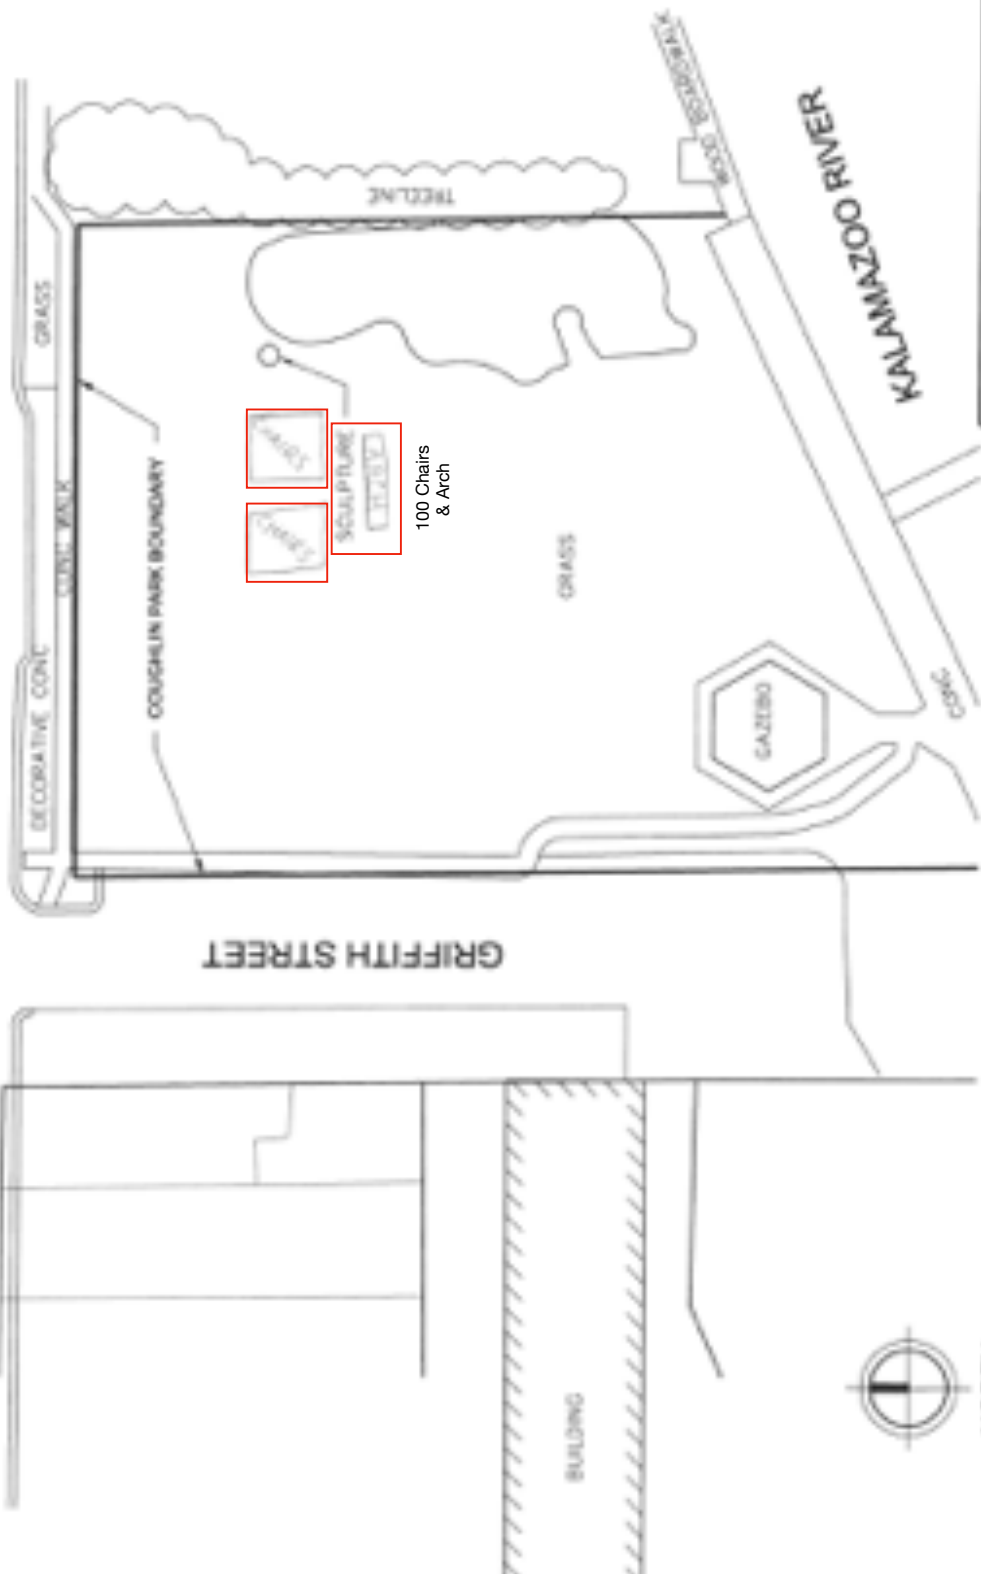 WOOD BOARDWALK
KALAMAZOO RIVER
TREELINE
GRASS
CONC WALK
DECORATIVE CONC
COUGHLIN PARK BOUNDARY
CHAIRS
CHAIRS
SCULPTURE
100 Chairs
& Arch
GRASS
GAZEBO
CONC
GRIFFITH STREET
BUILDING